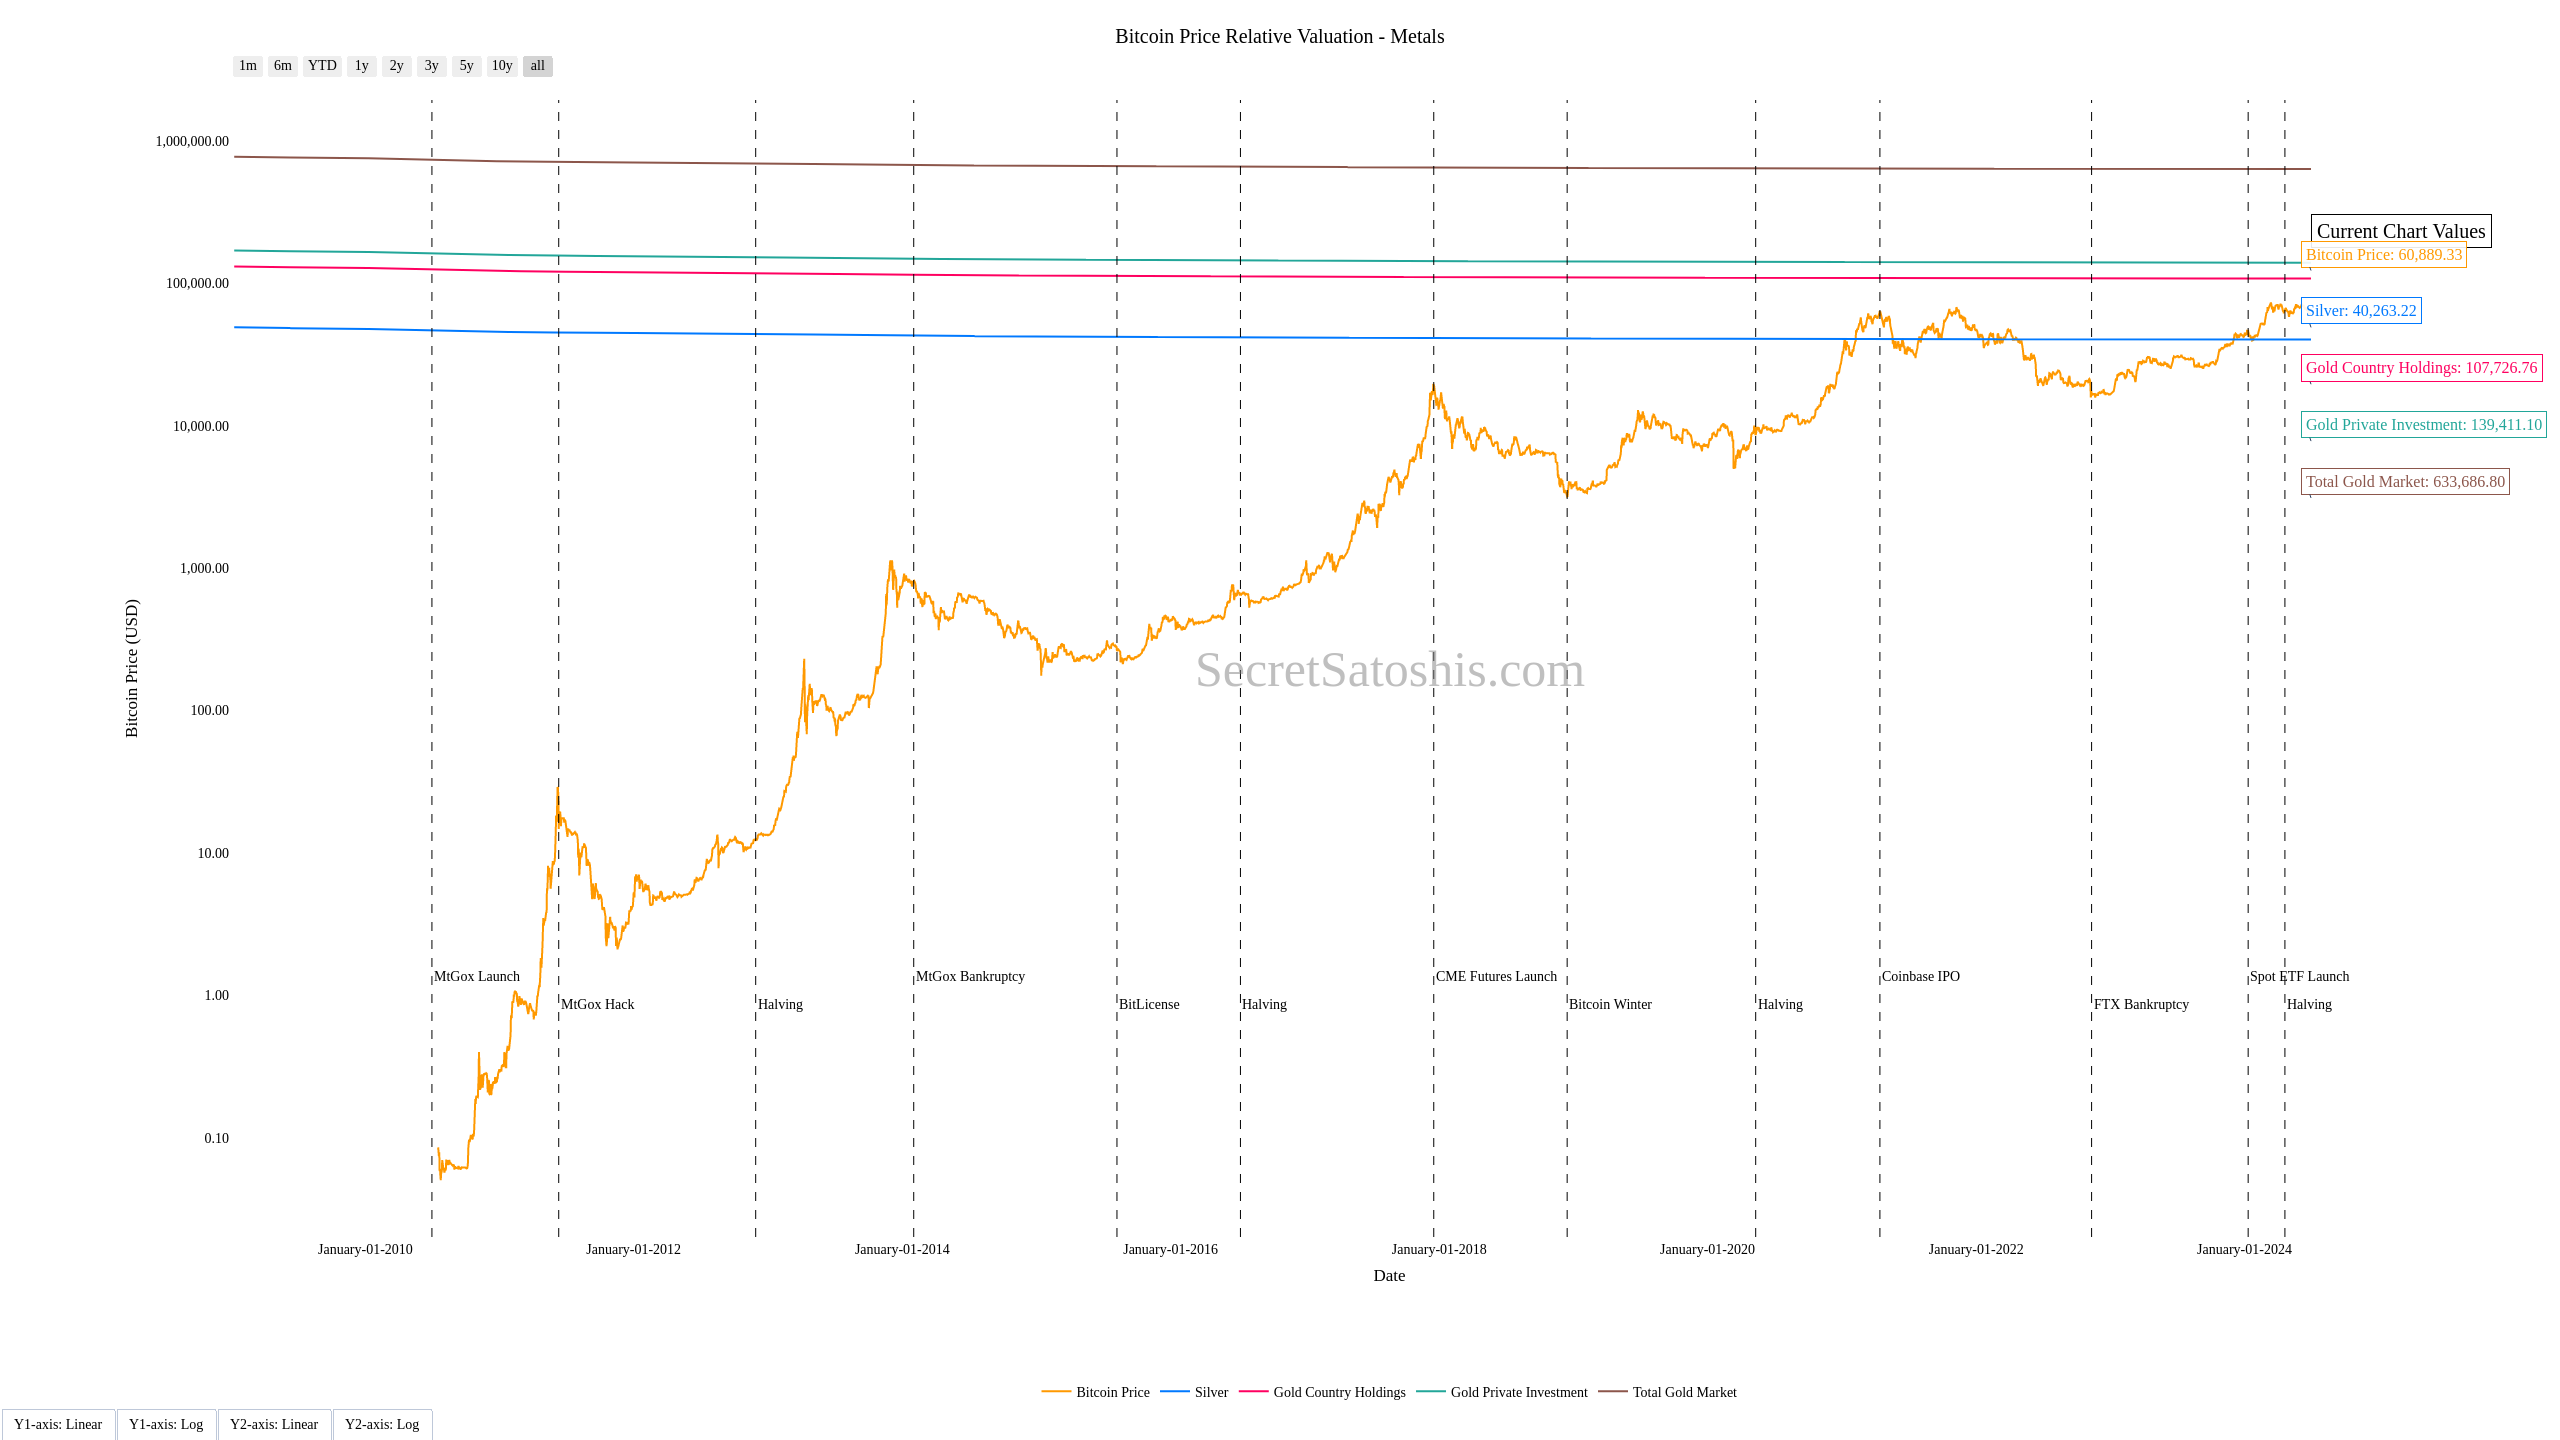 Bitcoin Price Relative Valuation - Metals
1m 6m YTD 1y 2y 3y 5y 10y all
1,000,000.00
100,000.00
10,000.00
1,000.00
100.00
10.00
1.00
0.10
Bitcoin Price (USD)
Current Chart Values
Bitcoin Price: 60,889.33
Silver: 40,263.22
Gold Country Holdings: 107,726.76
Gold Private Investment: 139,411.10
Total Gold Market: 633,686.80
SecretSatoshis.com
MtGox Launch
MtGox Hack
Halving
MtGox Bankruptcy
BitLicense
Halving
CME Futures Launch
Bitcoin Winter
Halving
Coinbase IPO
FTX Bankruptcy
Spot ETF Launch
Halving
January-01-2010 January-01-2012 January-01-2014 January-01-2016 January-01-2018 January-01-2020 January-01-2022 January-01-2024
Date
Bitcoin Price Silver Gold Country Holdings Gold Private Investment Total Gold Market
Y1-axis: Linear Y1-axis: Log Y2-axis: Linear Y2-axis: Log